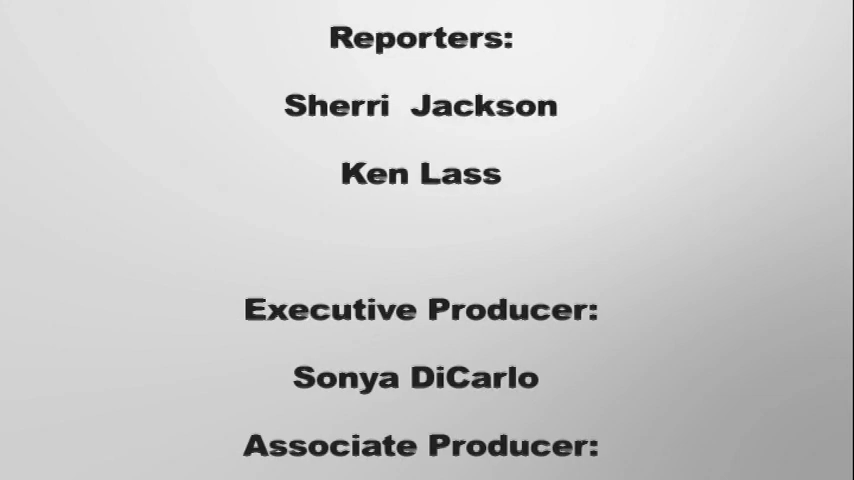 Reporters:
Sherri  Jackson
Ken Lass
Executive Producer:
Sonya DiCarlo
Associate Producer: